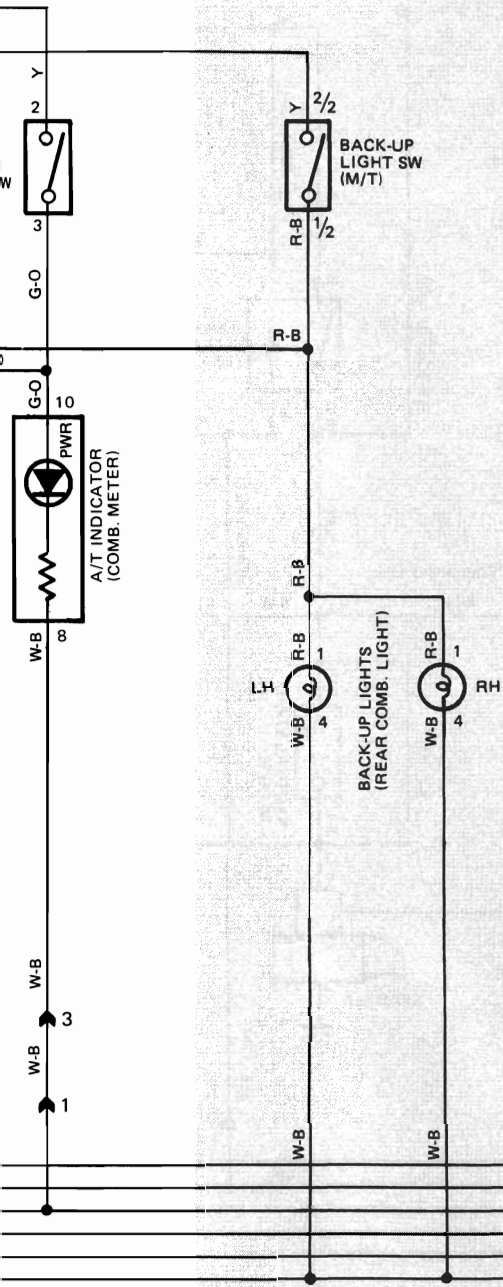 Y
2
W
3
G-O
G-O
10
PWR
A/T INDICATOR
(COMB. METER)
W-B
8
W-B
3
W-B
1
Y
2/2
BACK-UP
LIGHT SW
(M/T)
R-B
1/2
R-B
R-B
R-B
1
LH
W-B
4
BACK-UP LIGHTS
(REAR COMB. LIGHT)
R-B
1
RH
W-B
4
W-B
W-B